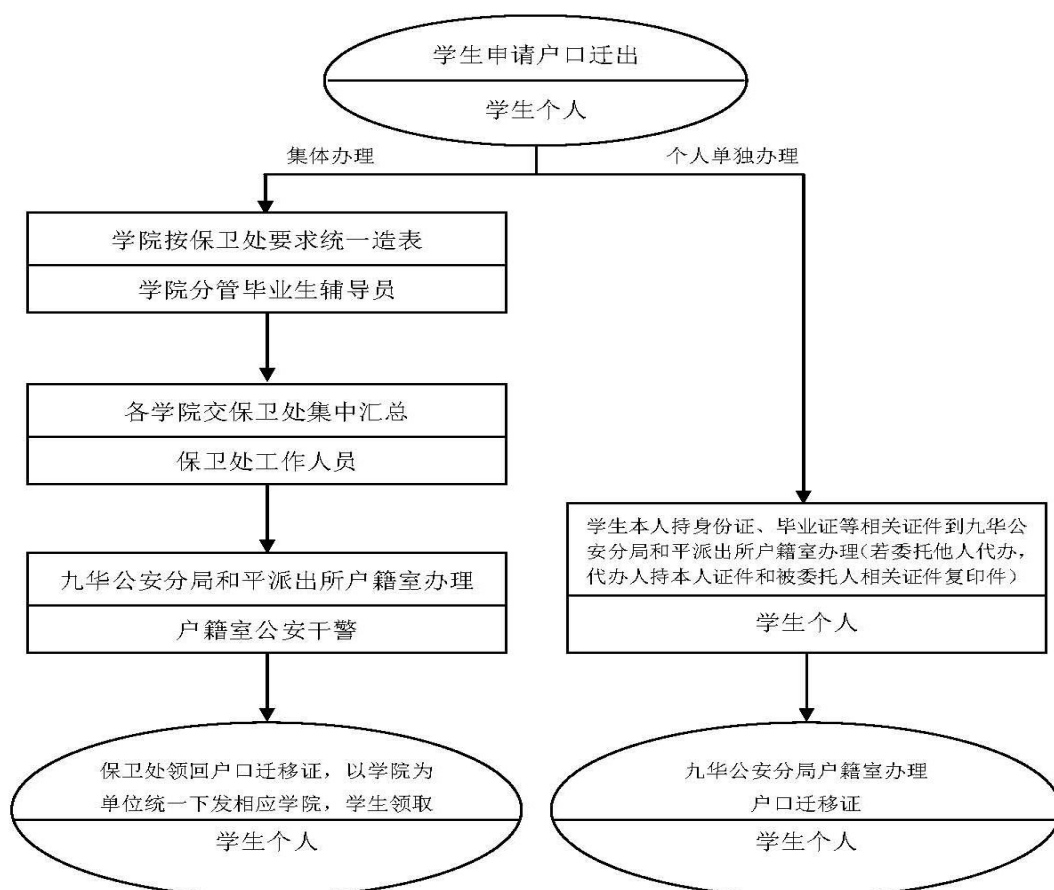 学生申请户口迁出
学生个人
集体办理
个人单独办理
学院按保卫处要求统一造表
学院分管毕业生辅导员
各学院交保卫处集中汇总
保卫处工作人员
九华公安分局和平派出所户籍室办理
户籍室公安干警
保卫处领回户口迁移证，以学院为
单位统一下发相应学院，学生领取
学生个人
学生本人持身份证、毕业证等相关证件到九华公
安分局和平派出所户籍室办理（若委托他人代办，
代办人持本人证件和被委托人相关证件复印件）
学生个人
九华公安分局户籍室办理
户口迁移证
学生个人